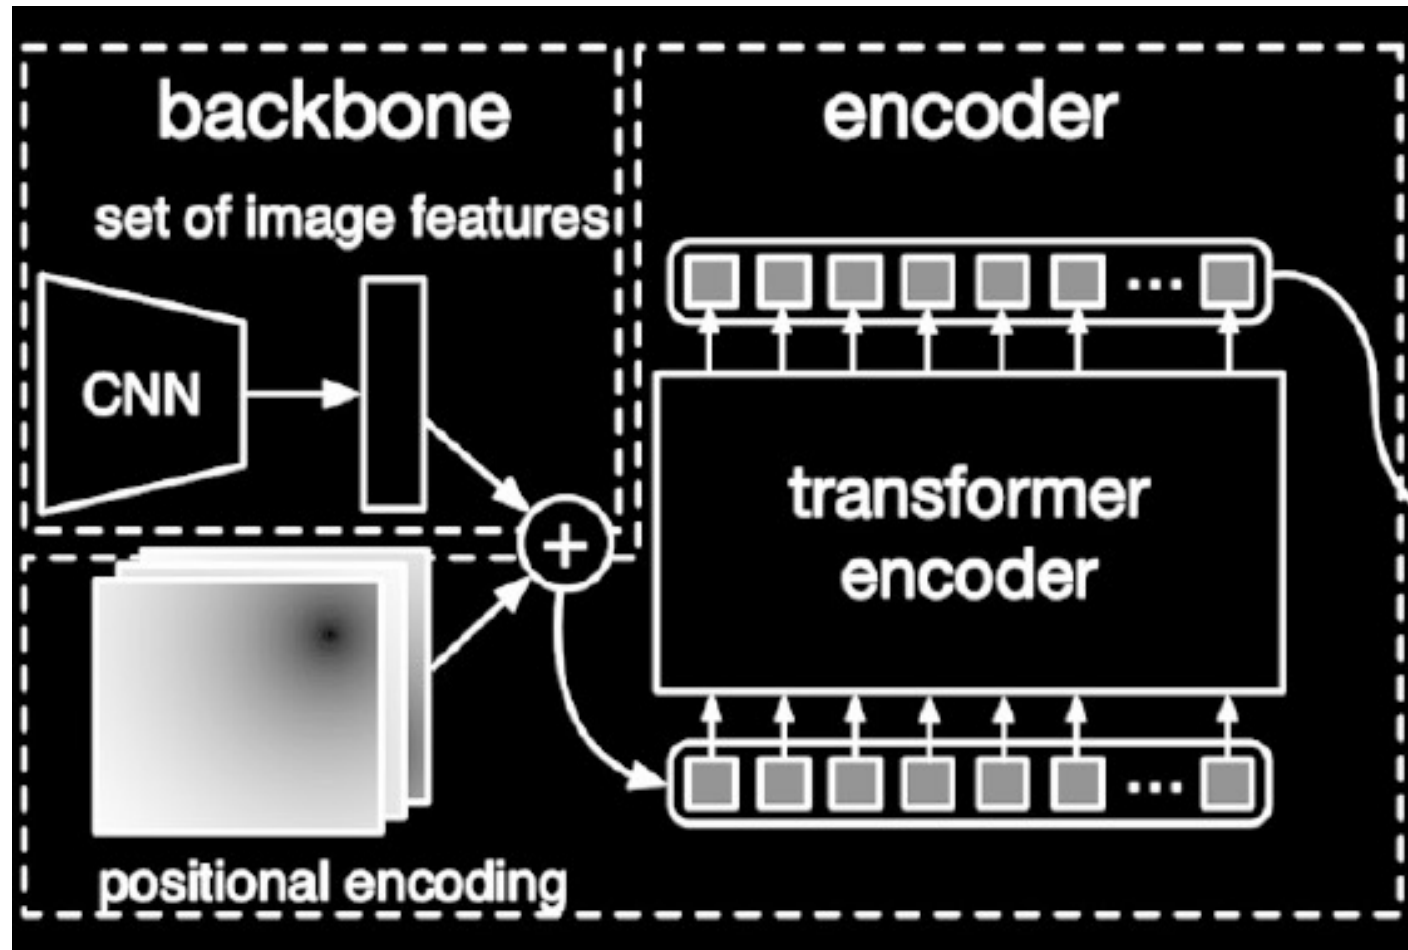 backbone
encoder
set of image features
CNN
+
...
transformer
encoder
...
positional encoding